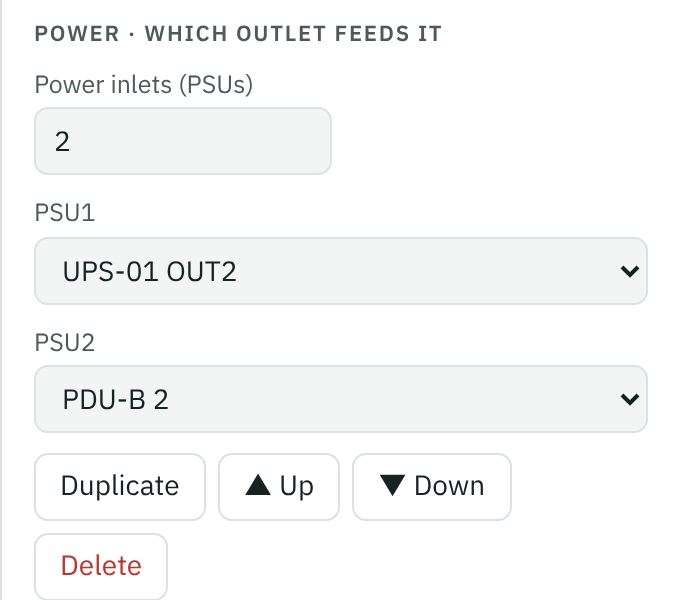 POWER · WHICH OUTLET FEEDS IT
Power inlets (PSUs)
2
PSU1
UPS-01 OUT2
PSU2
PDU-B 2
Duplicate ▲ Up ▼ Down
Delete